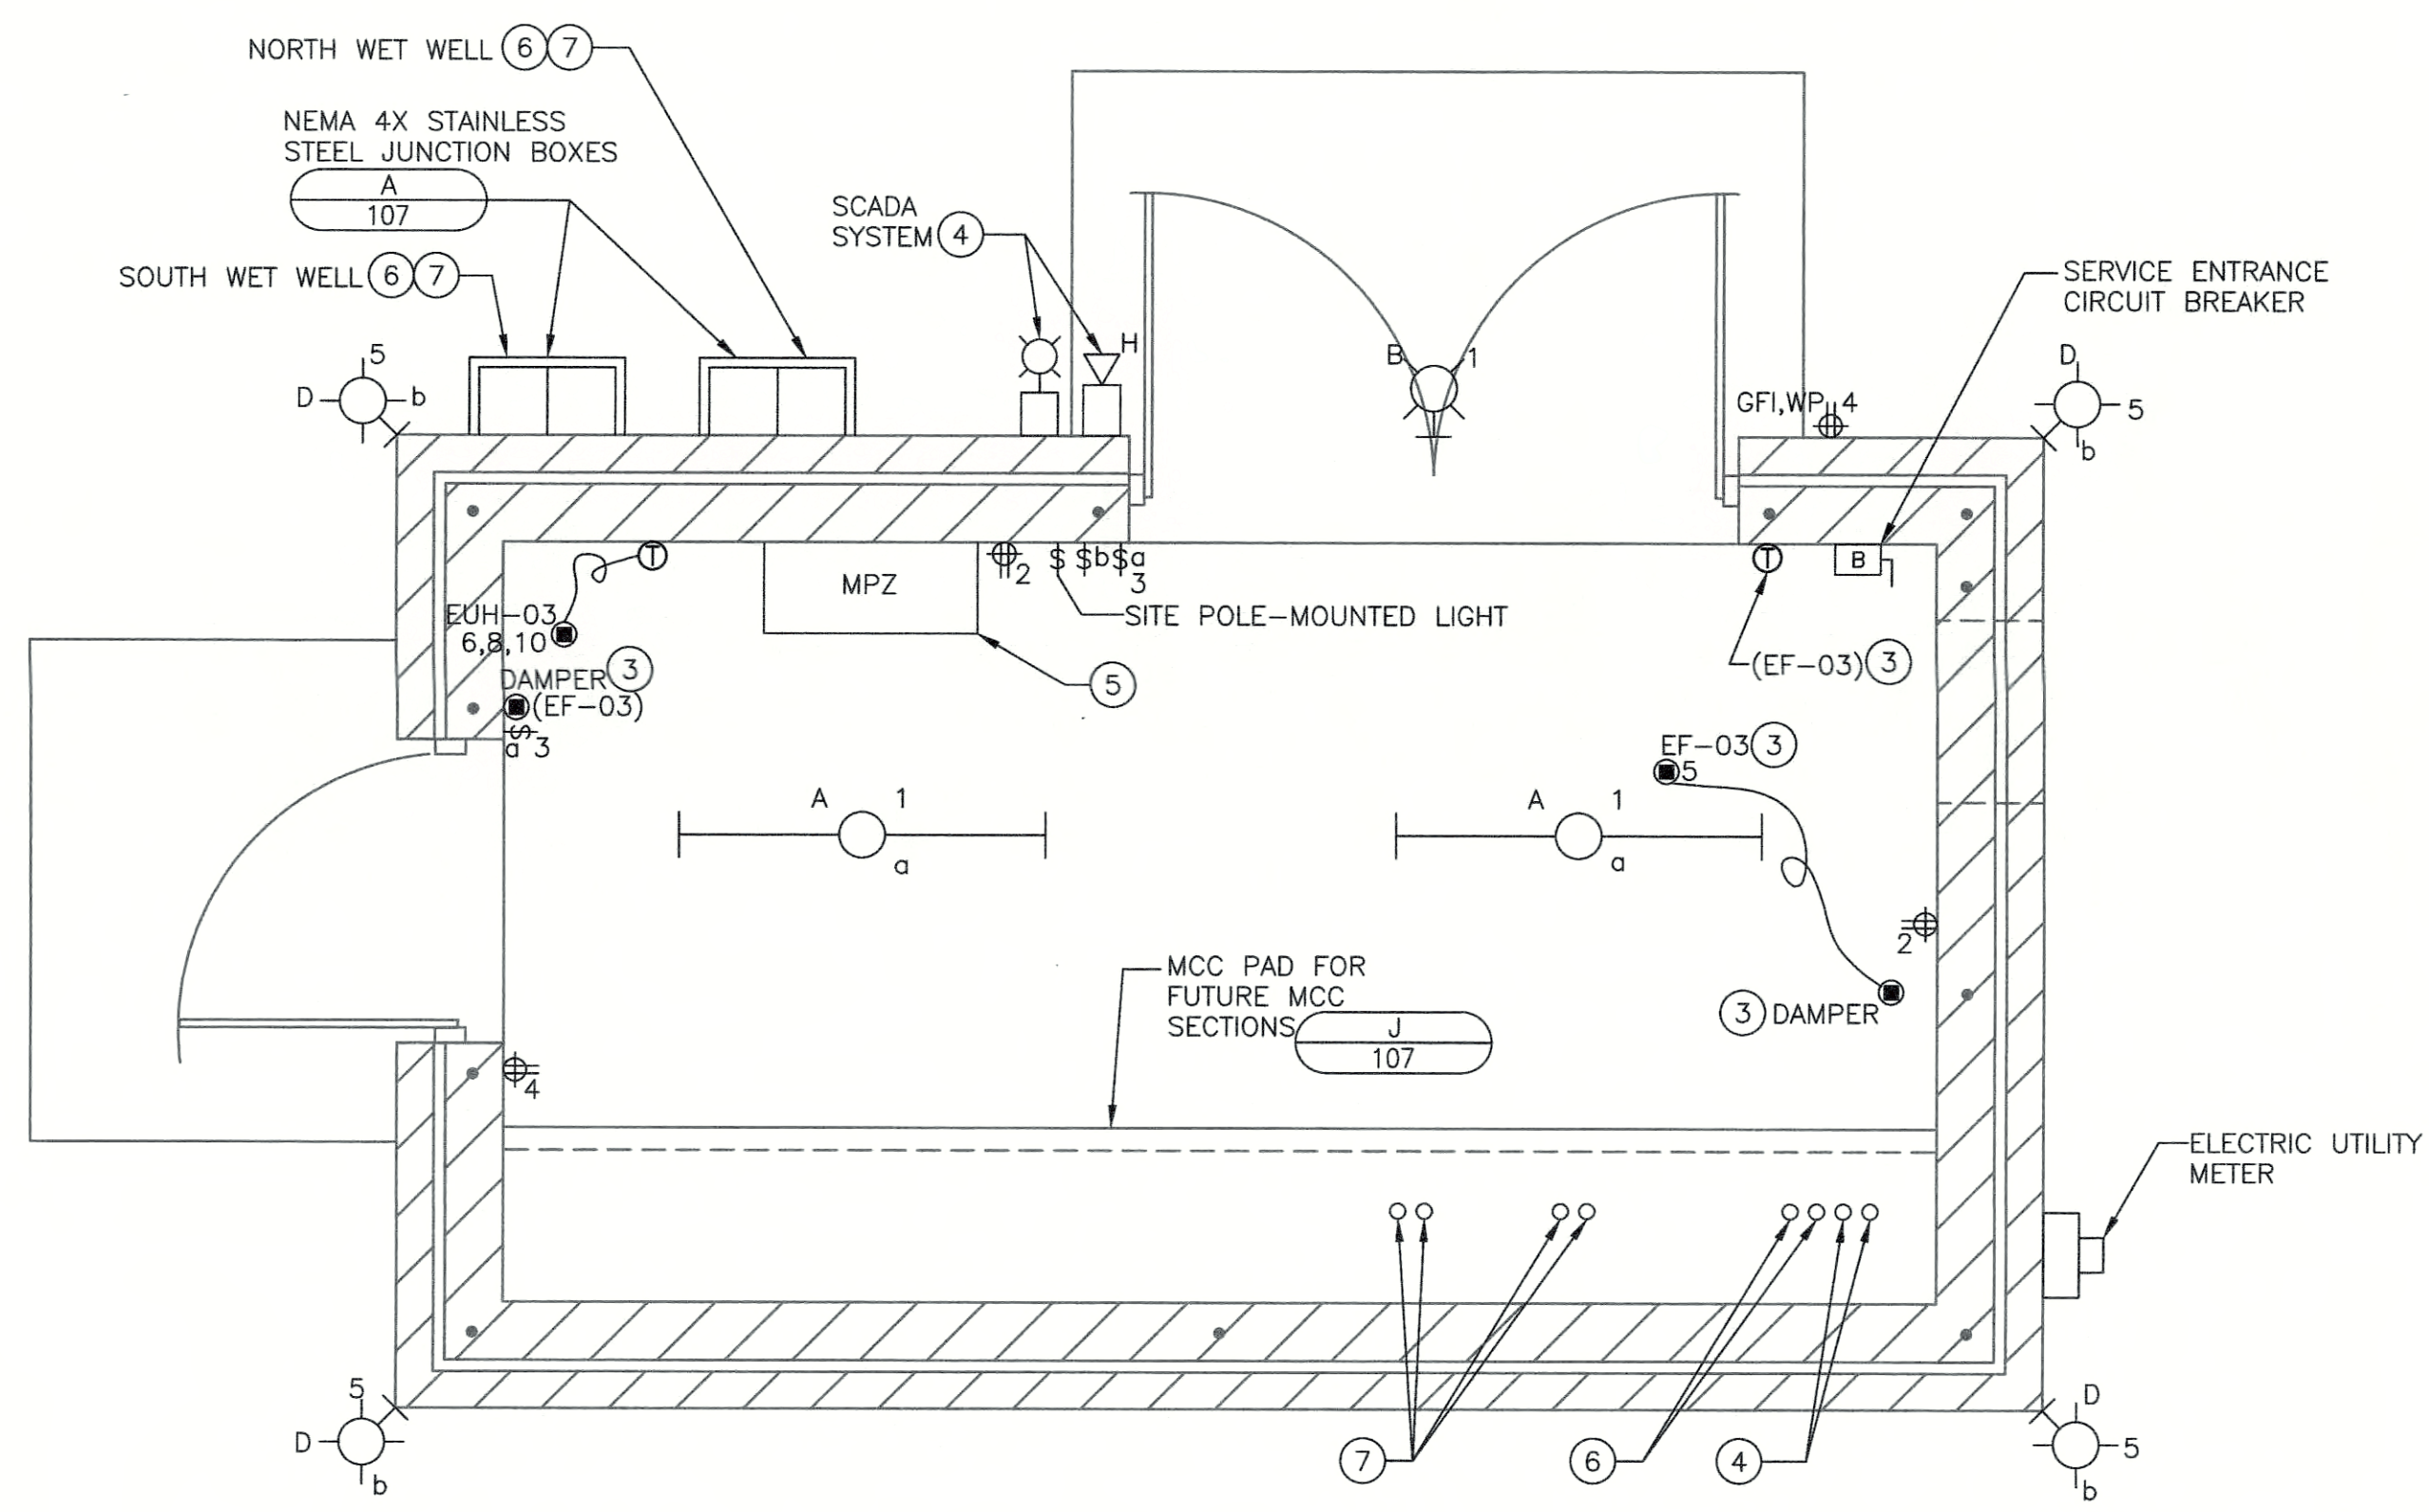 NORTH WET WELL 6 7
NEMA 4X STAINLESS
STEEL JUNCTION BOXES
A
107
SOUTH WET WELL 6 7
SCADA
SYSTEM 4
H
B 1
SERVICE ENTRANCE
CIRCUIT BREAKER
5
D b
GFI,WP 4
D
5
b
T
MPZ
2
$ $b $a
3
SITE POLE-MOUNTED LIGHT
T
B
EUH-03
6,8,10
DAMPER 3
(EF-03)
$
a 3
5
(EF-03) 3
EF-03 3
5
A 1
a
A 1
a
2
3 DAMPER
MCC PAD FOR
FUTURE MCC
SECTIONS
J
107
4
ELECTRIC UTILITY
METER
5
D
b
7
6
4
D
5
b